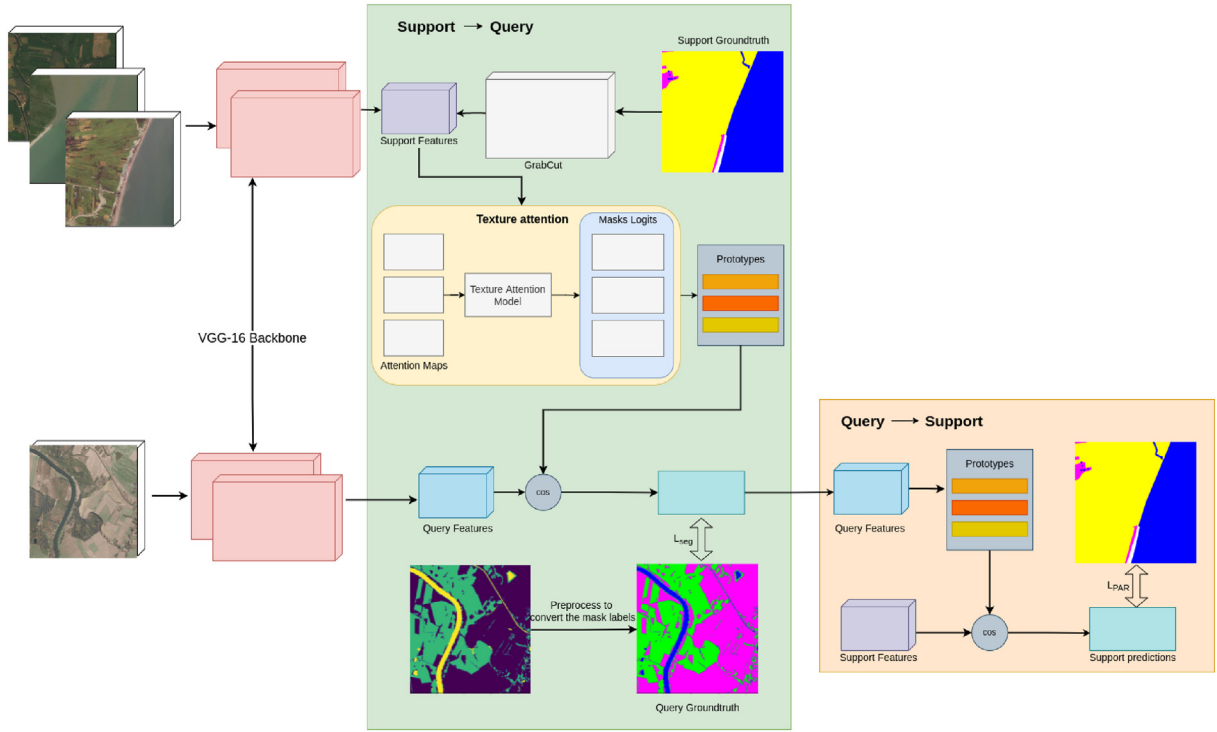 Support → Query
Support Groundtruth
Support Features
GrabCut
Texture attention
Masks Logits
Prototypes
Texture Attention
Model
Attention Maps
VGG-16 Backbone
Query → Support
Prototypes
cos
Query Features
Query Features
Lseg
Preprocess to
convert the mask labels
LPAR
cos
Support Features
Support predictions
Query Groundtruth